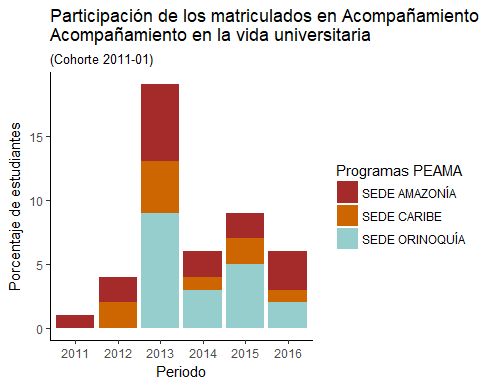 Participación de los matriculados en Acompañamiento
Acompañamiento en la vida universitaria
(Cohorte 2011-01)
Porcentaje de estudiantes
15
10
5
0
2011 2012 2013 2014 2015 2016
Periodo
Programas PEAMA
SEDE AMAZONÍA
SEDE CARIBE
SEDE ORINOQUÍA